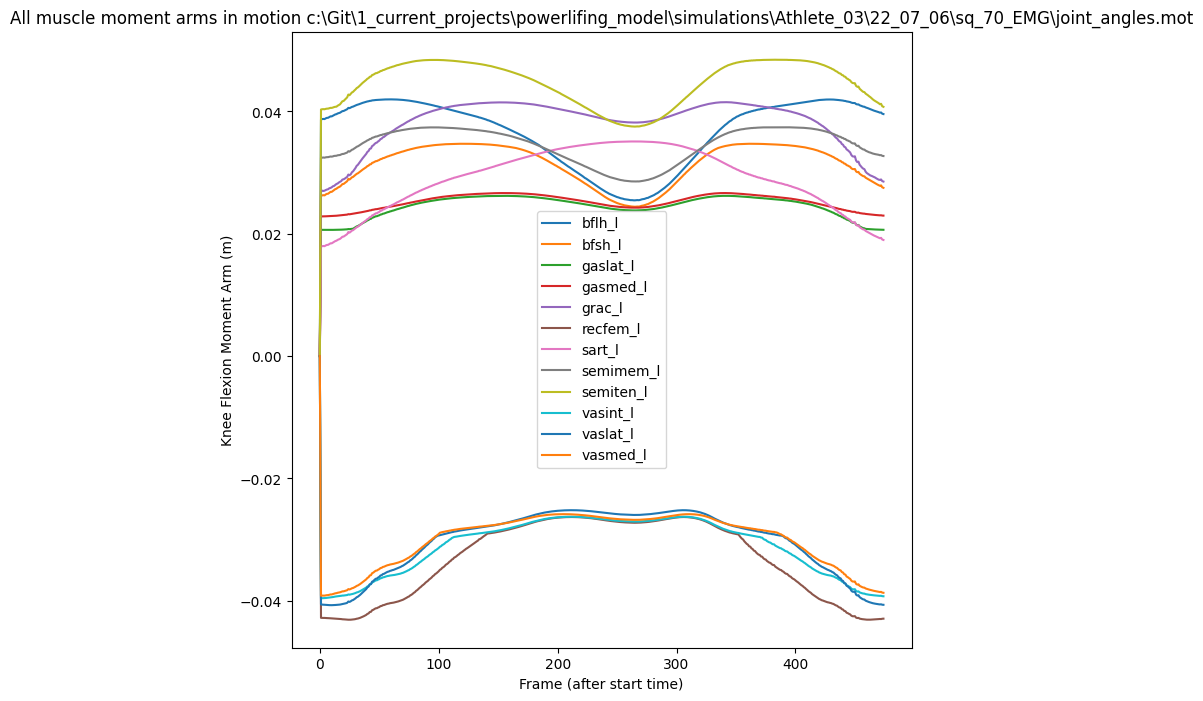 All muscle moment arms in motion c:\Git\1_current_projects\powerlifing_model\simulations\Athlete_03\22_07_06\sq_70_EMG\joint_angles.mot
Knee Flexion Moment Arm (m)
0.04
0.02
0.00
−0.02
−0.04
bflh_l
bfsh_l
gaslat_l
gasmed_l
grac_l
recfem_l
sart_l
semimem_l
semiten_l
vasint_l
vaslat_l
vasmed_l
0 100 200 300 400
Frame (after start time)